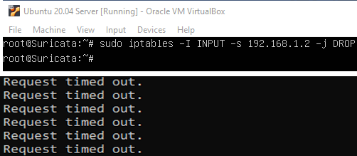 Ubuntu 20.04 Server [Running] - Oracle VM VirtualBox
File Machine View Input Devices Help
root@Suricata:~# sudo iptables -I INPUT -s 192.168.1.2 -j DROP
root@Suricata:~#
Request timed out.
Request timed out.
Request timed out.
Request timed out.
Request timed out.
Request timed out.